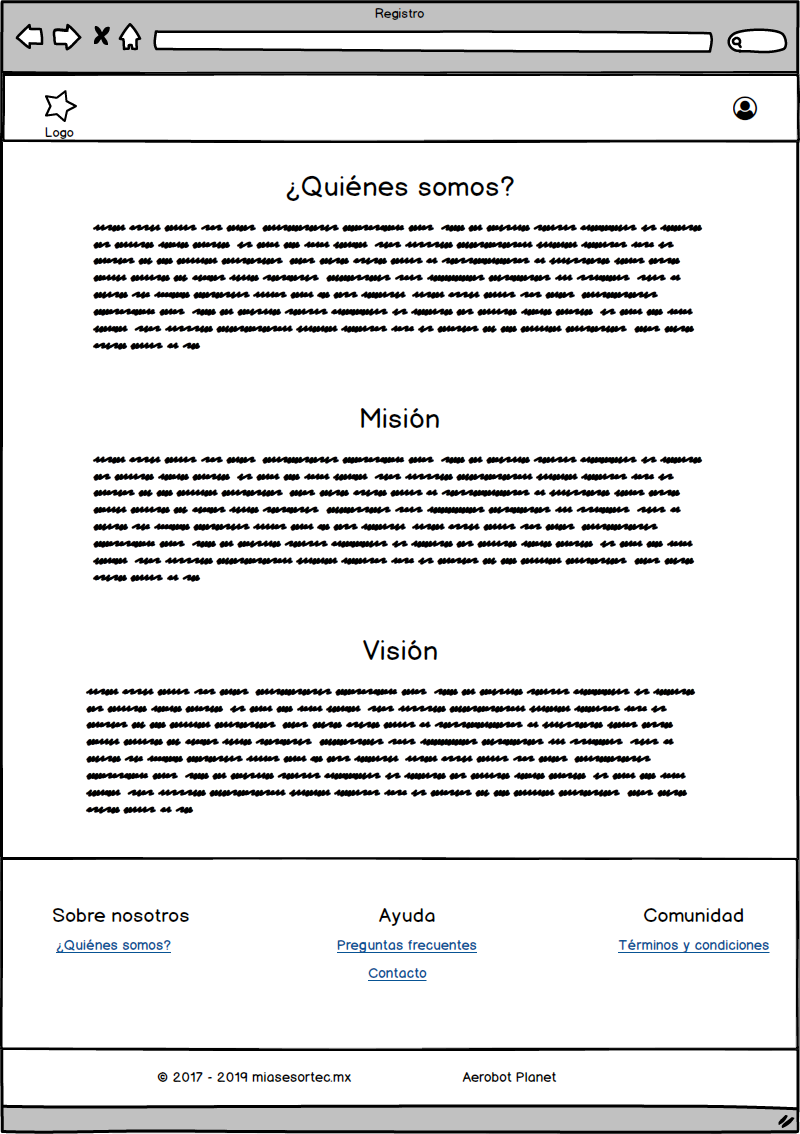 Registro
Logo
¿Quiénes somos?
Misión
Visión
Sobre nosotros
Ayuda
Comunidad
¿Quiénes somos?
Preguntas frecuentes
Términos y condiciones
Contacto
© 2017 - 2019 miasesortec.mx
Aerobot Planet